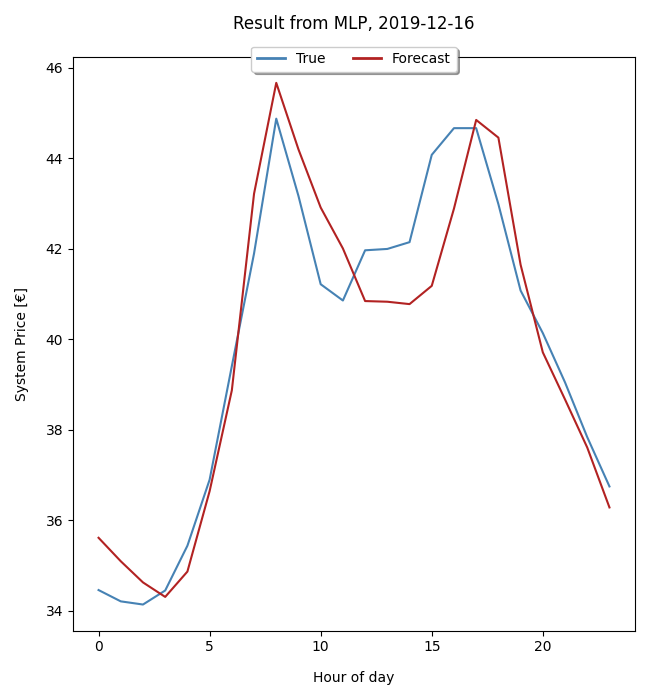 Result from MLP, 2019-12-16
True Forecast
46
44
42
40
38
36
34
System Price [€]
0 5 10 15 20
Hour of day